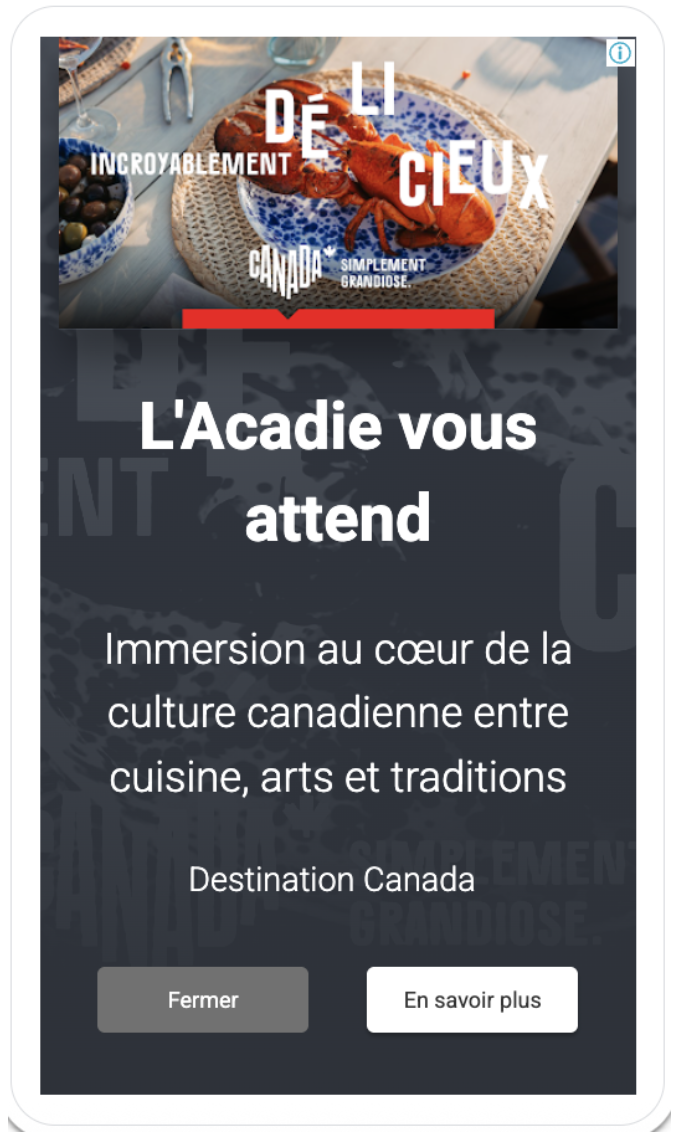 INCROYABLEMENT DÉLICIEUX
CANADA SIMPLEMENT
GRANDIOSE.
L'Acadie vous
attend
Immersion au cœur de la
culture canadienne entre
cuisine, arts et traditions
Destination Canada
Fermer
En savoir plus